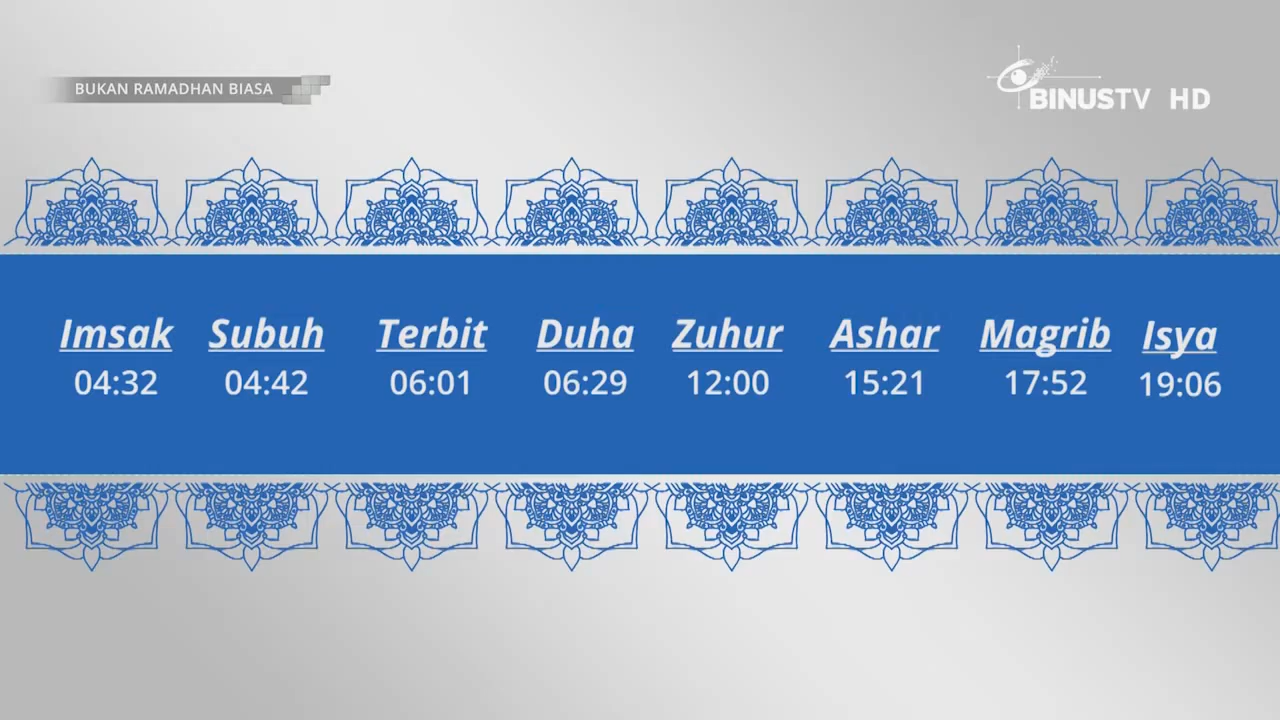 BUKAN RAMADHAN BIASA
BINUSTV HD
Imsak Subuh Terbit Duha Zuhur Ashar Magrib Isya
04:32 04:42 06:01 06:29 12:00 15:21 17:52 19:06